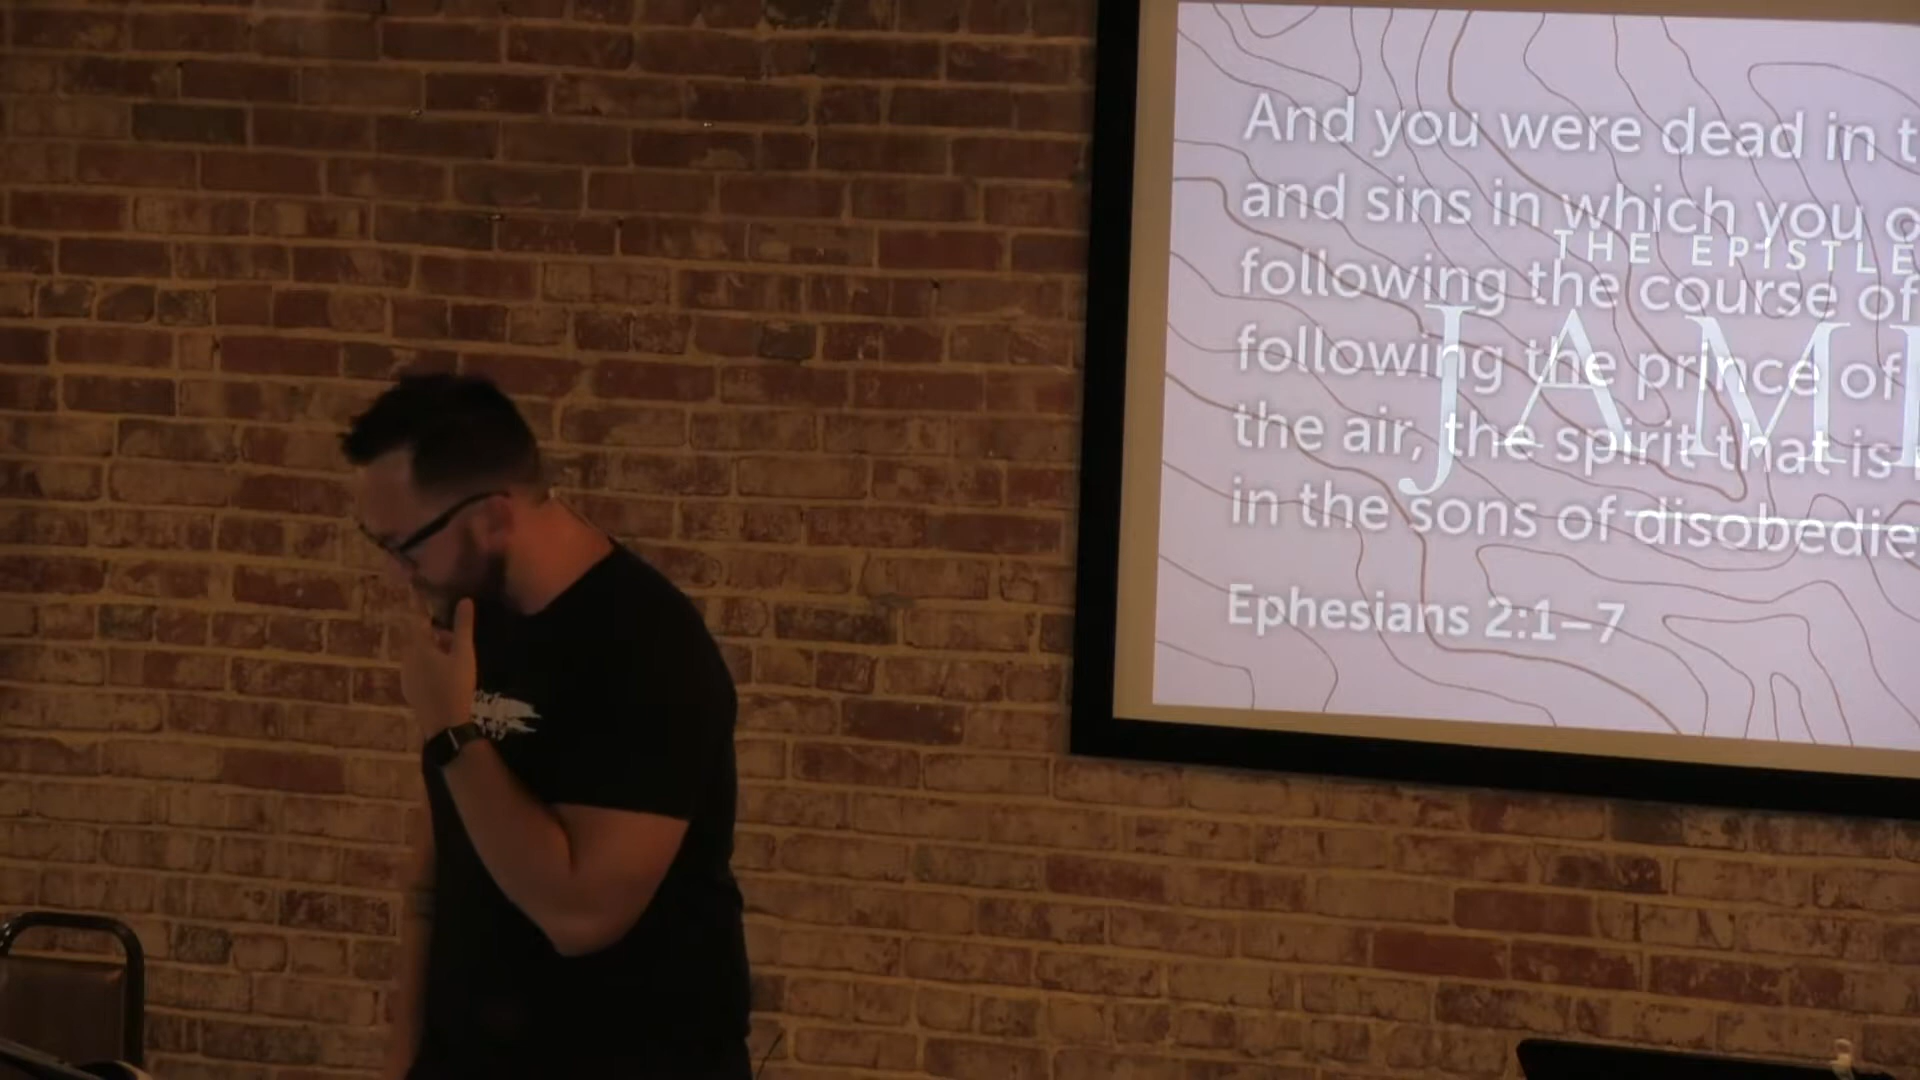 And you were dead in t
and sins in which you o
THE EPISTLE
following the course of
JAM
following the prince of
the air, the spirit that is
in the sons of disobedie
Ephesians 2:1–7